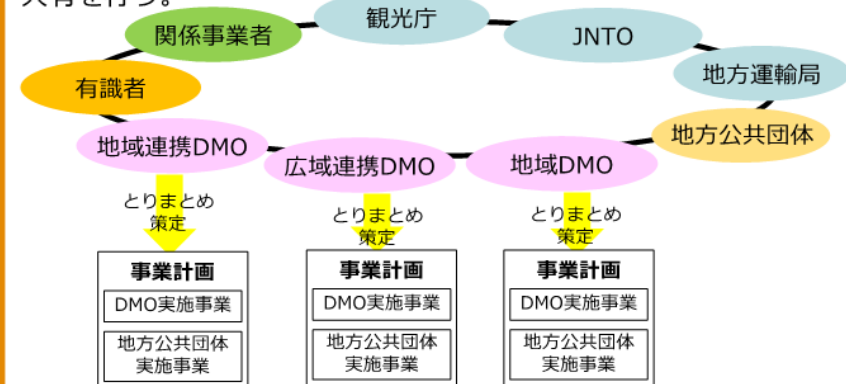 共有を行う。
観光庁
関係事業者
JNTO
地方運輸局
有識者
地方公共団体
地域連携DMO
広域連携DMO
地域DMO
とりまとめ
策定
とりまとめ
策定
とりまとめ
策定
事業計画
DMO実施事業
地方公共団体
実施事業
事業計画
DMO実施事業
地方公共団体
実施事業
事業計画
DMO実施事業
地方公共団体
実施事業